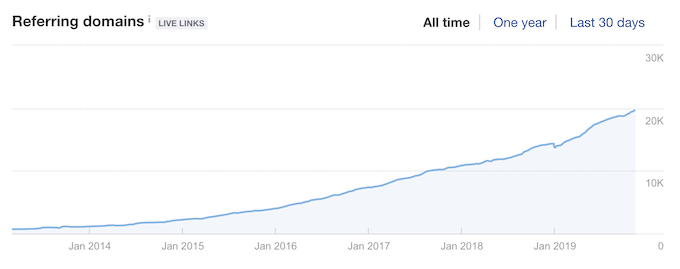 Referring domains i LIVE LINKS All time One year Last 30 days
30K
20K
10K
Jan 2014 Jan 2015 Jan 2016 Jan 2017 Jan 2018 Jan 2019 0